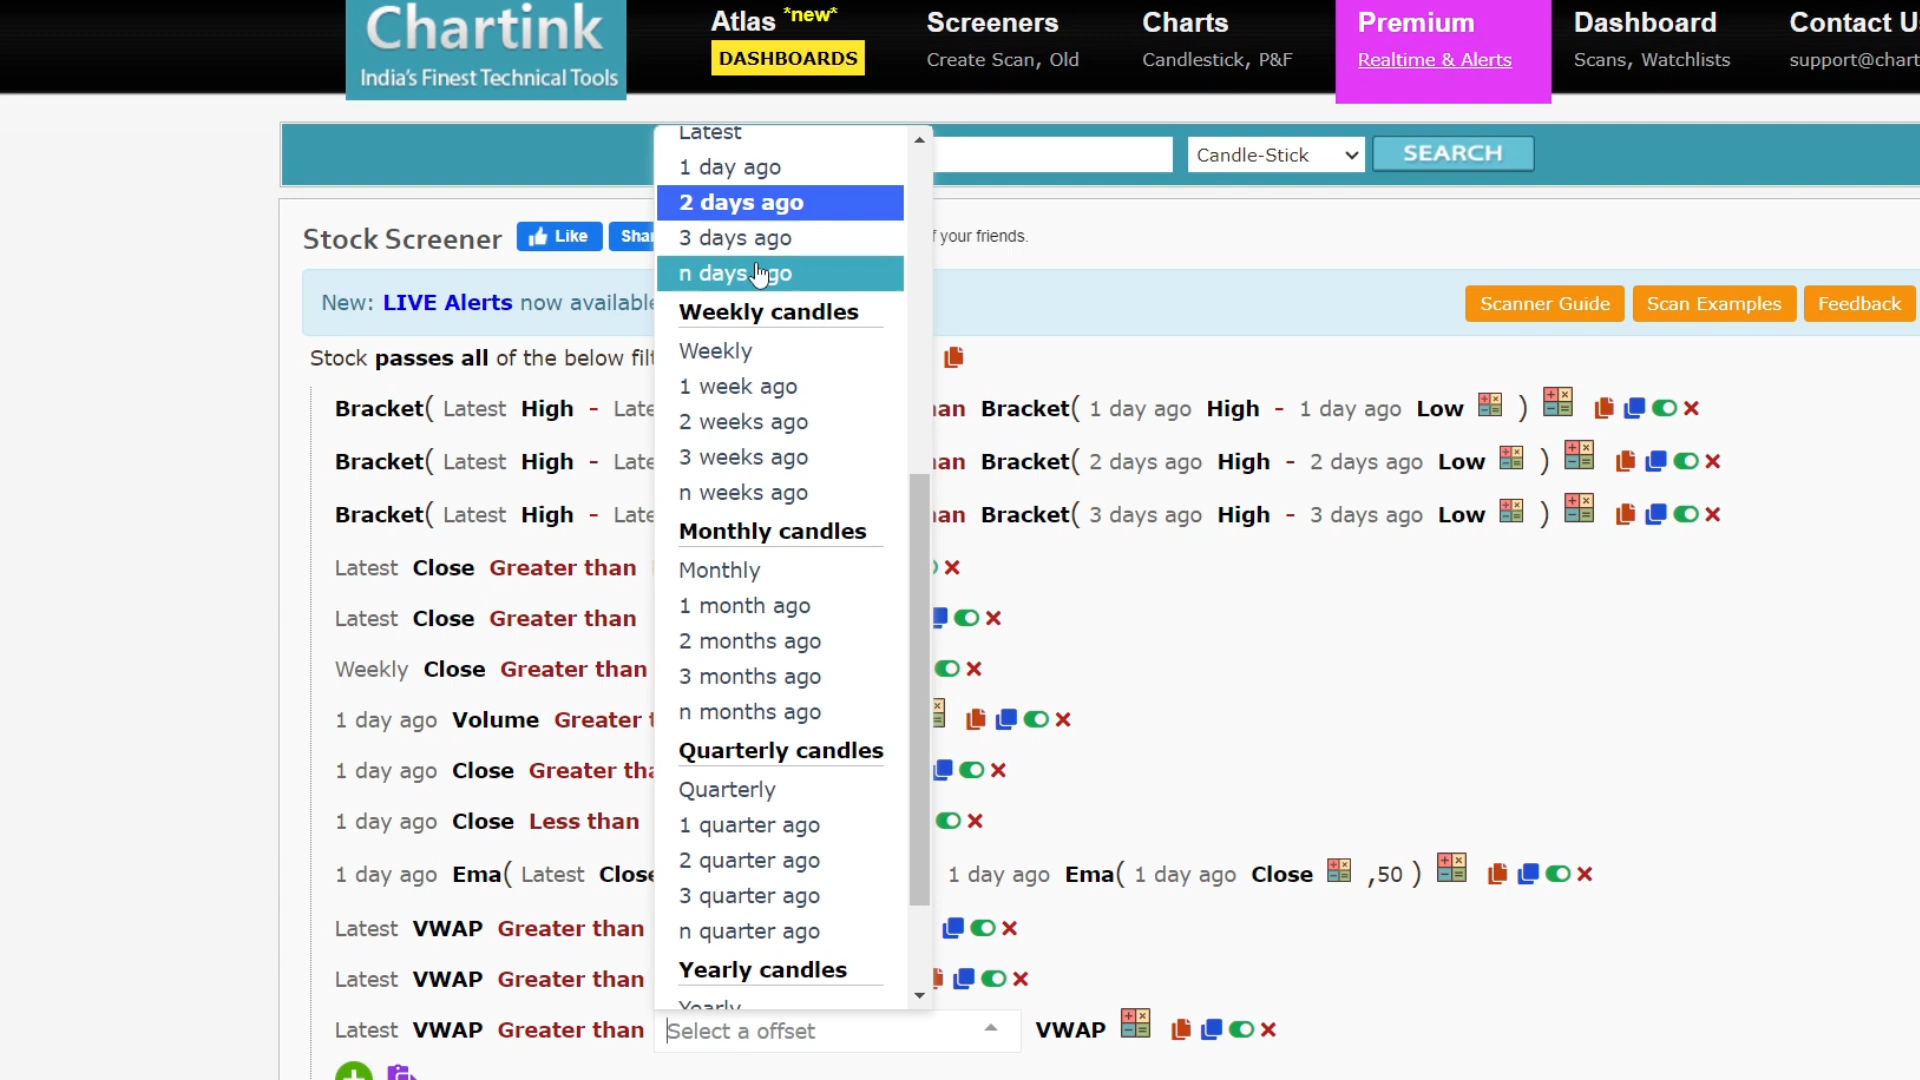 Chartink
India's Finest Technical Tools
Atlas *new*
DASHBOARDS
Screeners
Create Scan, Old
Charts
Candlestick, P&F
Premium
Realtime & Alerts
Dashboard
Scans, Watchlists
Contact U
support@chart
Candle-Stick
SEARCH
Stock Screener Like Shar f your friends.
New: LIVE Alerts now available
Scanner Guide Scan Examples Feedback
Stock passes all of the below filt
Bracket( Latest High - Late an Bracket( 1 day ago High - 1 day ago Low )
Bracket( Latest High - Late an Bracket( 2 days ago High - 2 days ago Low )
Bracket( Latest High - Late an Bracket( 3 days ago High - 3 days ago Low )
Latest Close Greater than
Latest Close Greater than
Weekly Close Greater than
1 day ago Volume Greater t
1 day ago Close Greater tha
1 day ago Close Less than
1 day ago Ema( Latest Close 1 day ago Ema( 1 day ago Close ,50 )
Latest VWAP Greater than
Latest VWAP Greater than
Latest VWAP Greater than Select a offset VWAP
Latest
1 day ago
2 days ago
3 days ago
n days ago
Weekly candles
Weekly
1 week ago
2 weeks ago
3 weeks ago
n weeks ago
Monthly candles
Monthly
1 month ago
2 months ago
3 months ago
n months ago
Quarterly candles
Quarterly
1 quarter ago
2 quarter ago
3 quarter ago
n quarter ago
Yearly candles
Yearly